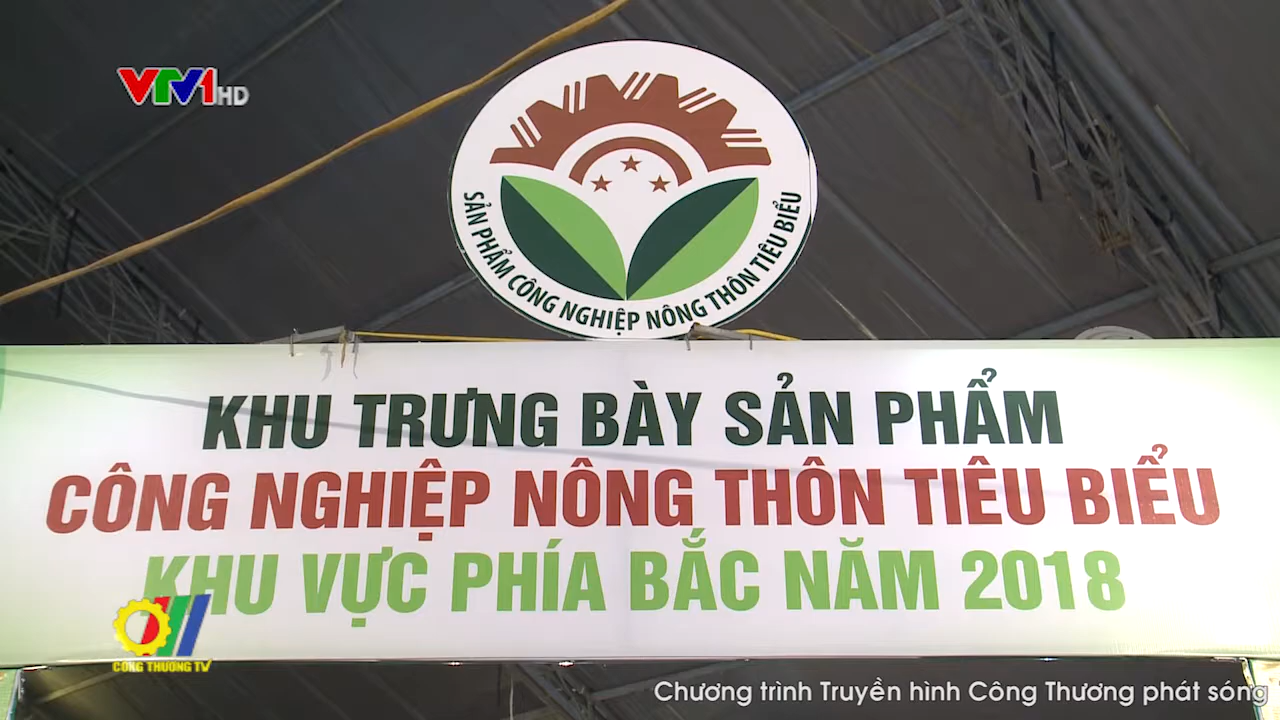 VTV1 HD
SẢN PHẨM CÔNG NGHIỆP NÔNG THÔN TIÊU BIỂU
KHU TRƯNG BÀY SẢN PHẨM
CÔNG NGHIỆP NÔNG THÔN TIÊU BIỂU
KHU VỰC PHÍA BẮC NĂM 2018
CÔNG THƯƠNG TV
Chương trình Truyền hình Công Thương phát sóng